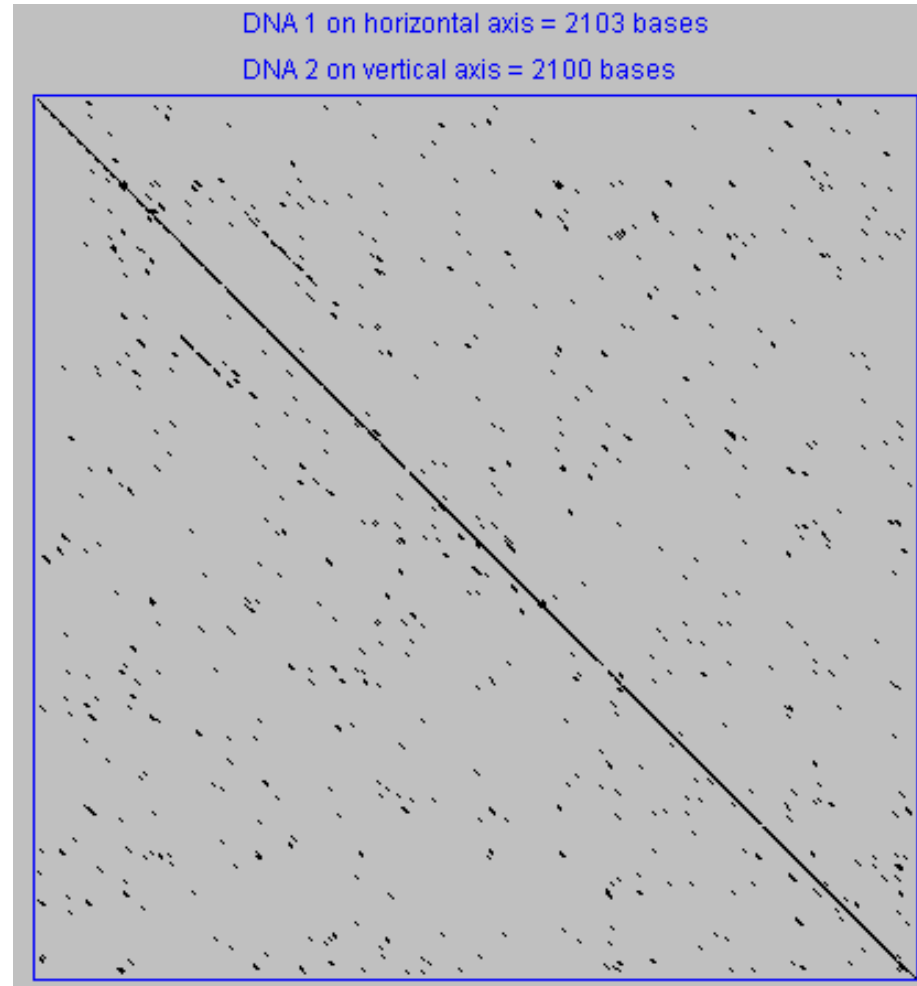 DNA 1 on horizontal axis = 2103 bases
DNA 2 on vertical axis = 2100 bases